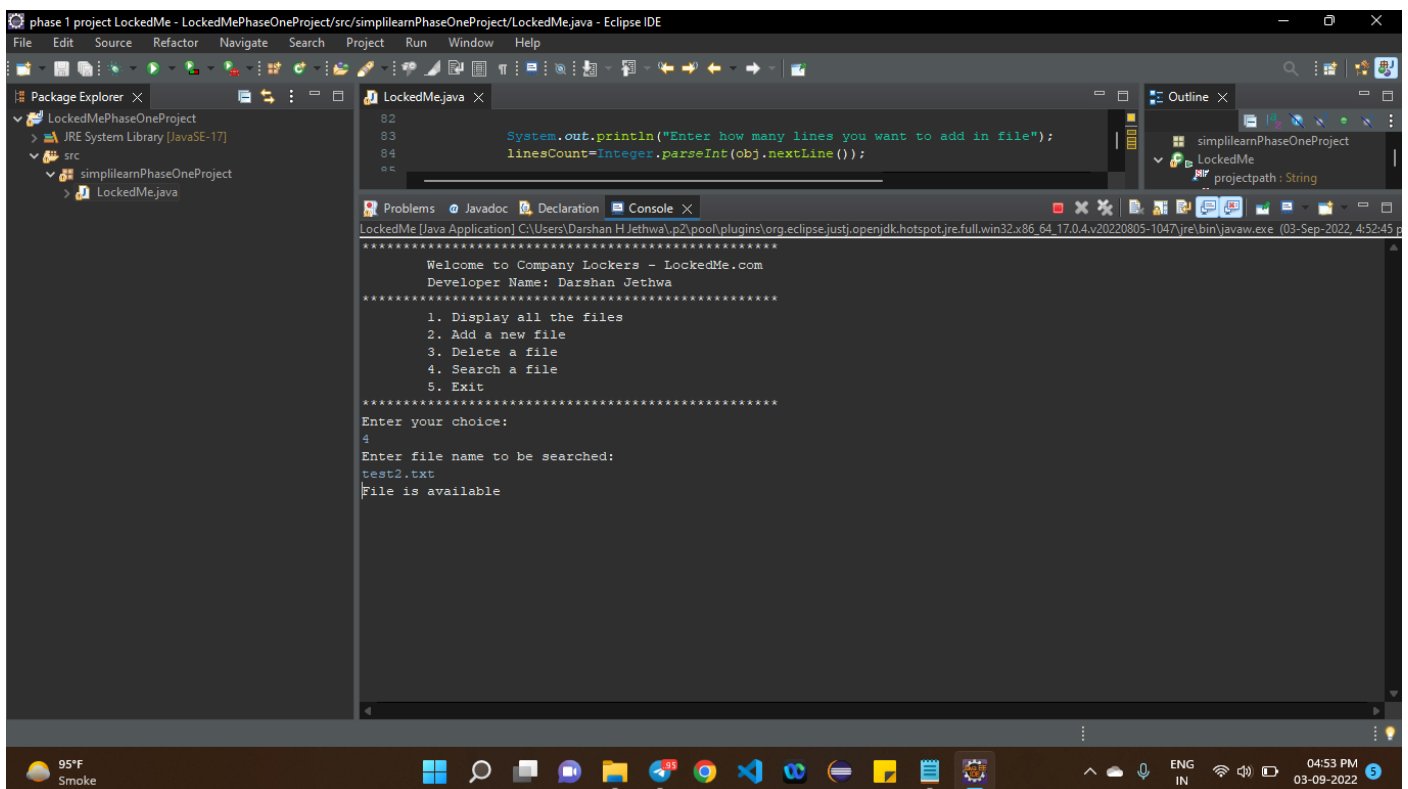 phase 1 project LockedMe - LockedMePhaseOneProject/src/simplilearnPhaseOneProject/LockedMe.java - Eclipse IDE
File Edit Source Refactor Navigate Search Project Run Window Help
Package Explorer
LockedMePhaseOneProject
JRE System Library [JavaSE-17]
src
simplilearnPhaseOneProject
LockedMe.java
LockedMe.java
82
83 System.out.println("Enter how many lines you want to add in file");
84 linesCount=Integer.parseInt(obj.nextLine());
85
Outline
simplilearnPhaseOneProject
LockedMe
projectpath : String
Problems Javadoc Declaration Console
LockedMe [Java Application] C:\Users\Darshan H Jethwa\.p2\pool\plugins\org.eclipse.justj.openjdk.hotspot.jre.full.win32.x86_64_17.0.4.v20220805-1047\jre\bin\javaw.exe (03-Sep-2022, 4:52:45 p
***************************************************
Welcome to Company Lockers - LockedMe.com
Developer Name: Darshan Jethwa
***************************************************
1. Display all the files
2. Add a new file
3. Delete a file
4. Search a file
5. Exit
***************************************************
Enter your choice:
4
Enter file name to be searched:
test2.txt
File is available
95°F
Smoke
95
ENG
IN
04:53 PM
03-09-2022
5